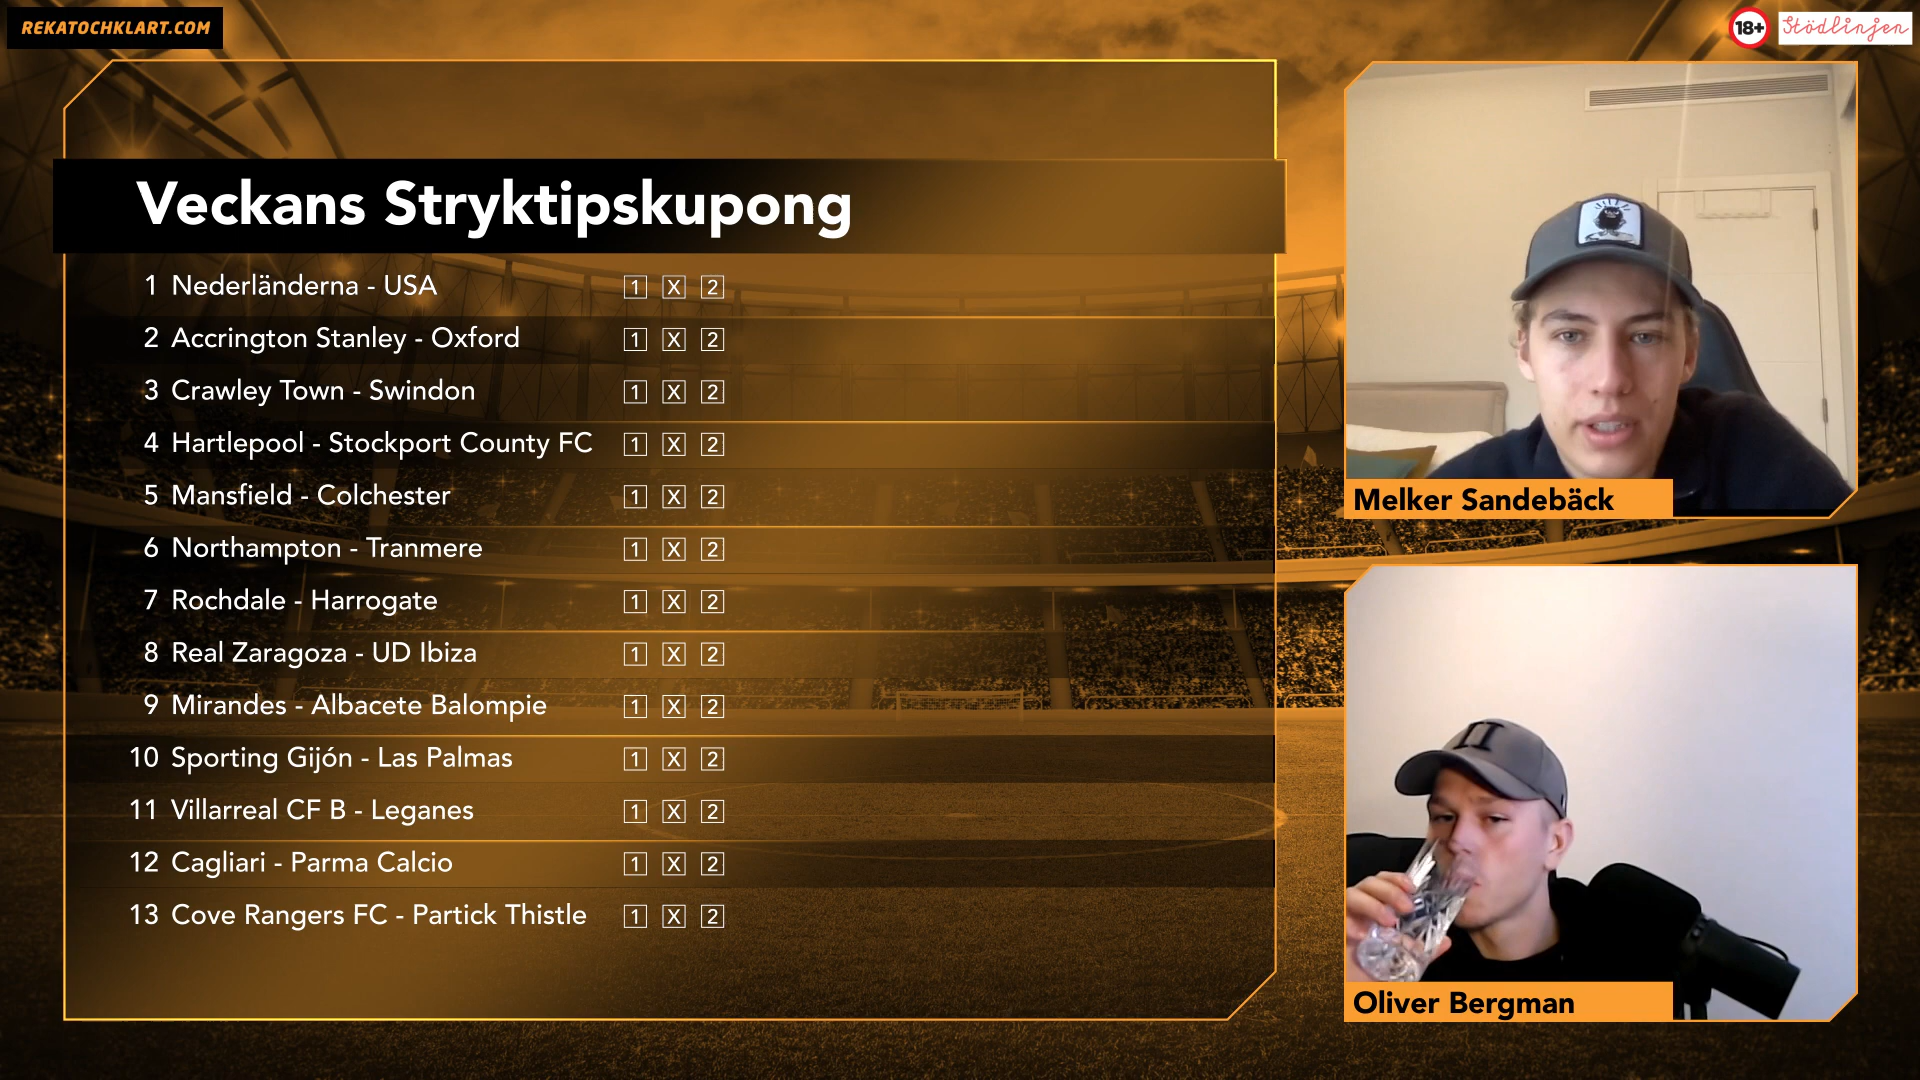 REKATOCHKLART.COM
18+ Stödlinjen
Veckans Stryktipskupong
1 Nederländerna - USA 1 X 2
2 Accrington Stanley - Oxford 1 X 2
3 Crawley Town - Swindon 1 X 2
4 Hartlepool - Stockport County FC 1 X 2
5 Mansfield - Colchester 1 X 2
6 Northampton - Tranmere 1 X 2
7 Rochdale - Harrogate 1 X 2
8 Real Zaragoza - UD Ibiza 1 X 2
9 Mirandes - Albacete Balompie 1 X 2
10 Sporting Gijón - Las Palmas 1 X 2
11 Villarreal CF B - Leganes 1 X 2
12 Cagliari - Parma Calcio 1 X 2
13 Cove Rangers FC - Partick Thistle 1 X 2
Melker Sandebäck
Oliver Bergman